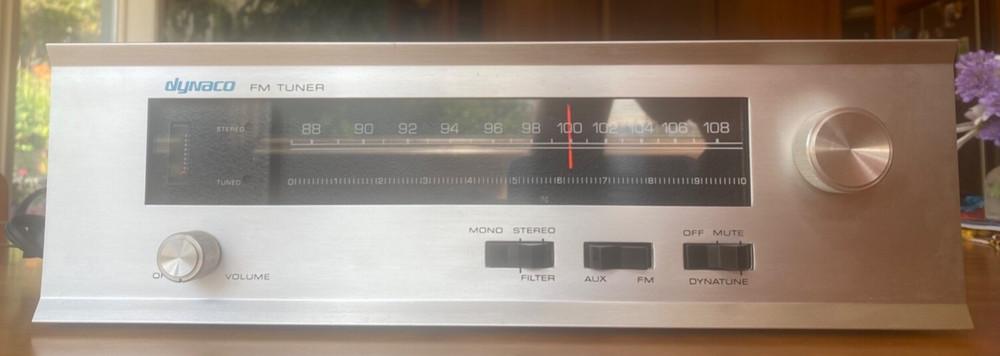 dynaco FM TUNER
STEREO 88 90 92 94 96 98 100 102 104 106 108
TUNED 0 1 2 3 4 5 6 7 8 9 10
MONO STEREO OFF MUTE
VOLUME FILTER AUX FM DYNATUNE